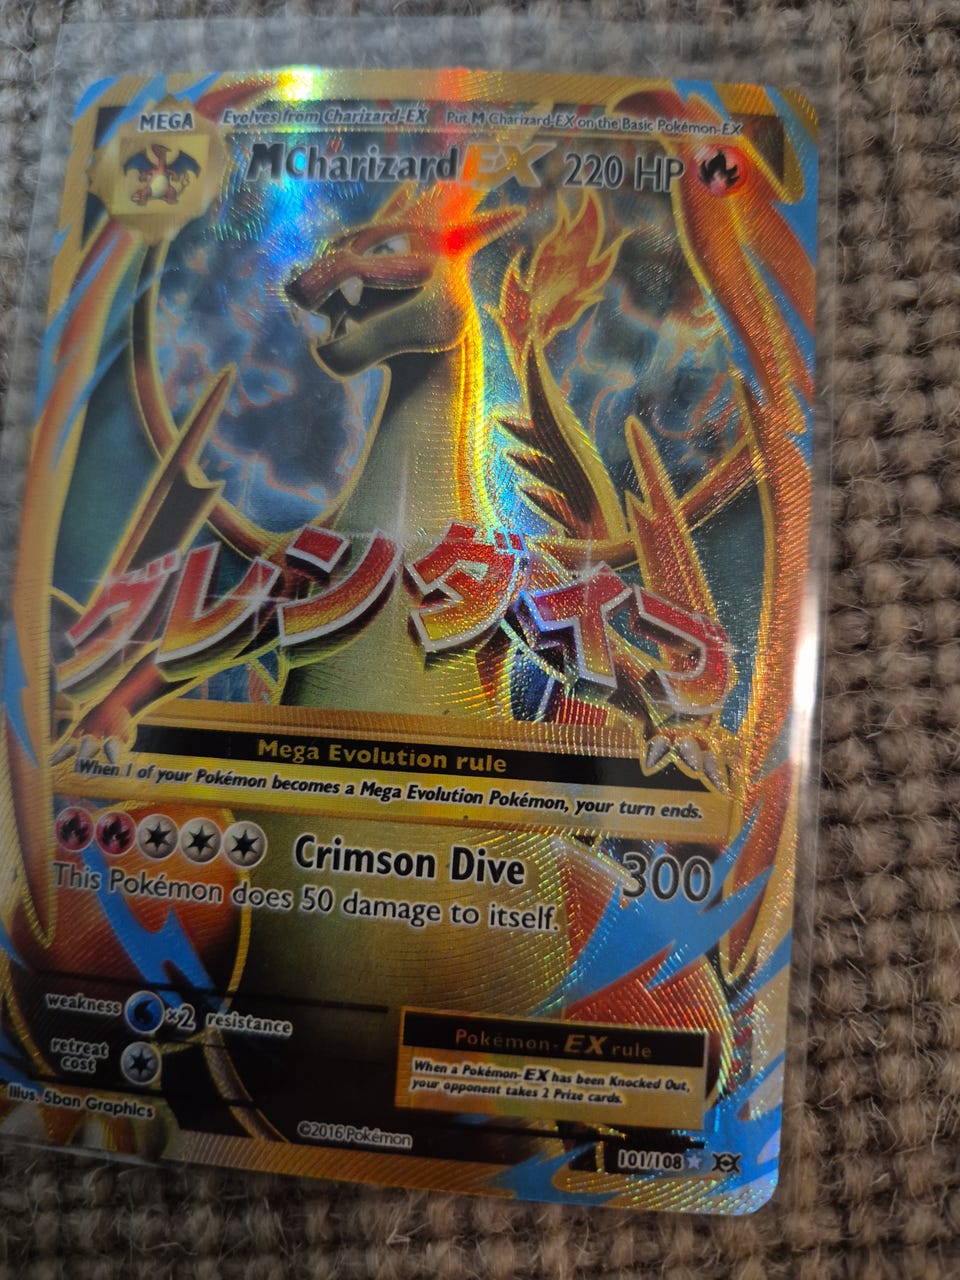 MEGA
Evolves from Charizard-EX Put M Charizard-EX on the Basic Pokémon-EX
M Charizard EX 220 HP
グレンダイブ
Mega Evolution rule
When 1 of your Pokémon becomes a Mega Evolution Pokémon, your turn ends.
Crimson Dive 300
This Pokémon does 50 damage to itself.
weakness ×2 resistance
retreat
cost
Pokémon-EX rule
When a Pokémon-EX has been Knocked Out,
your opponent takes 2 Prize cards.
Illus. 5ban Graphics
©2016 Pokémon
101/108